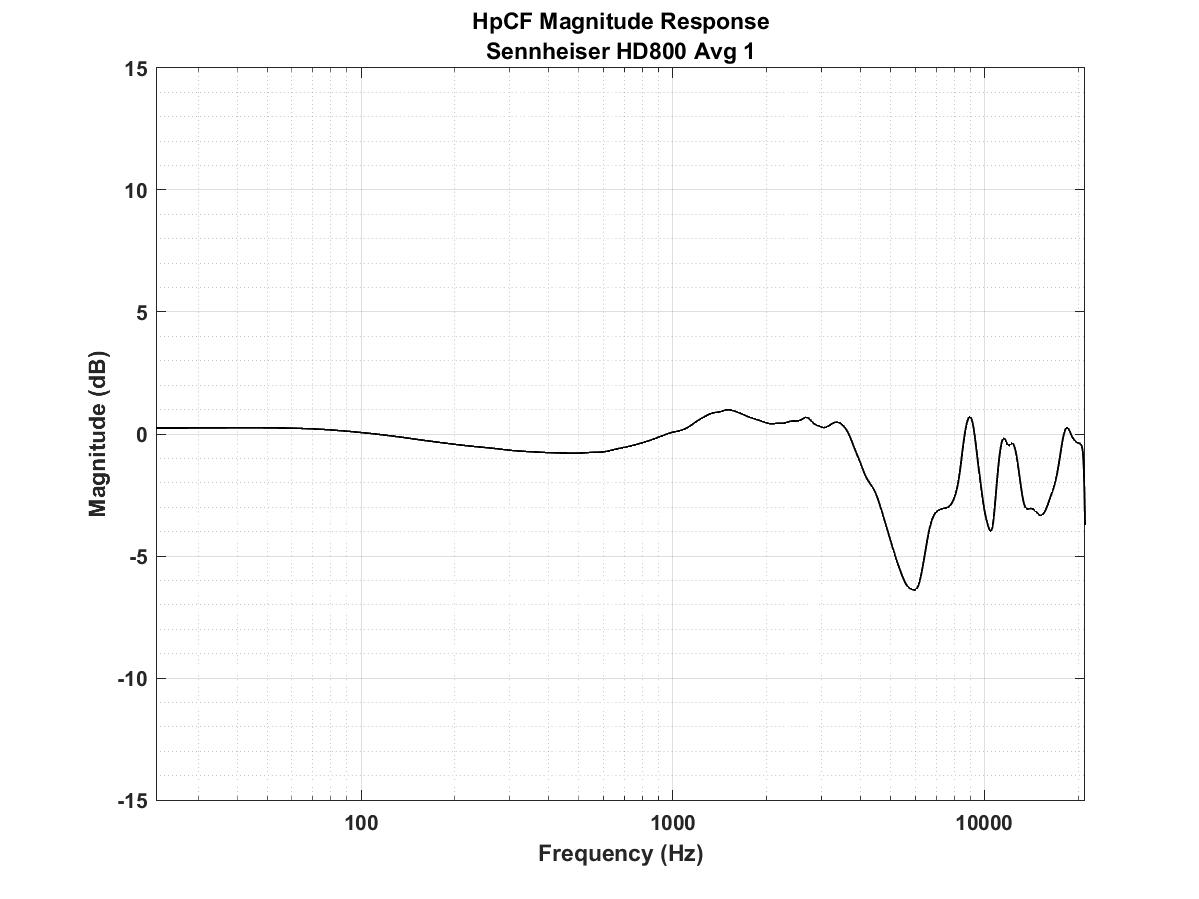 HpCF Magnitude Response
Sennheiser HD800 Avg 1
15
10
5
0
-5
-10
-15
Magnitude (dB)
100
1000
10000
Frequency (Hz)